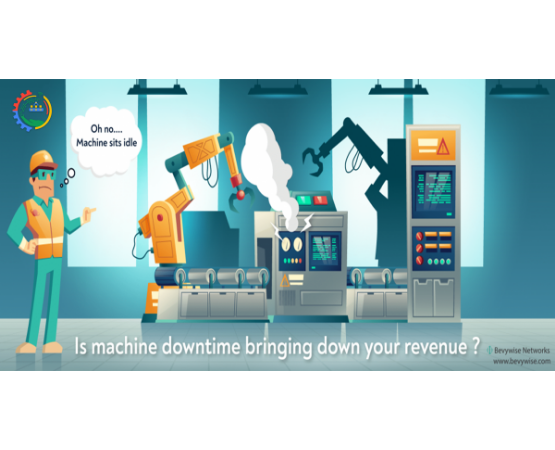 Oh no....
Machine sits idle
Is machine downtime bringing down your revenue ?
Bevywise Networks
www.bevywise.com